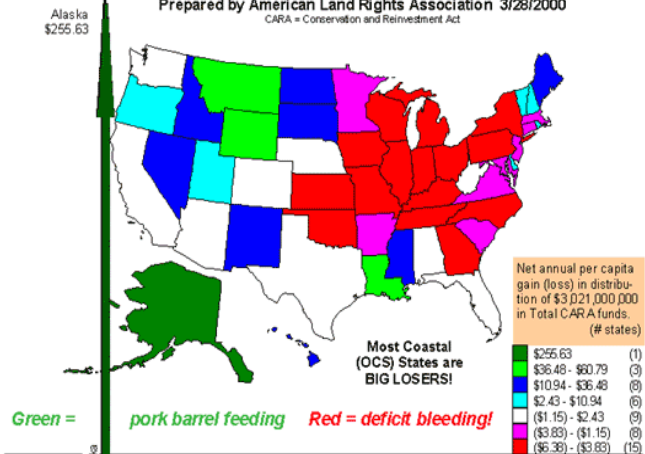 Prepared by American Land Rights Association 3/28/2000
CARA = Conservation and Reinvestment Act
Alaska
$255.63
Net annual per capita
gain (loss) in distribu-
tion of $3,021,000,000
in Total CARA funds.
(# states)
$255.63 (1)
$36.48 - $60.79 (3)
$10.94 - $36.48 (8)
$2.43 - $10.94 (6)
($1.15) - $2.43 (9)
($3.83) - ($1.15) (8)
($6.38) - ($3.83) (15)
Most Coastal
(OCS) States are
BIG LOSERS!
Green = pork barrel feeding Red = deficit bleeding!